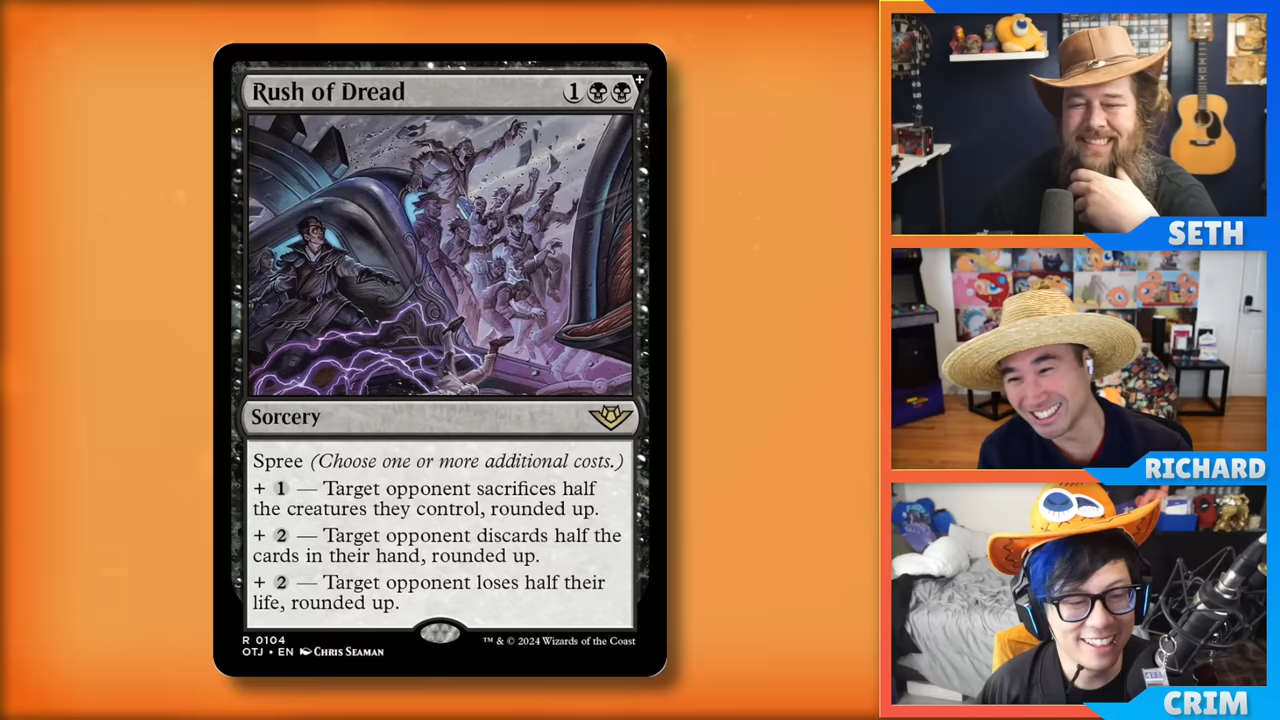 Rush of Dread 1
Sorcery
Spree (Choose one or more additional costs.)
+ 1 — Target opponent sacrifices half
the creatures they control, rounded up.
+ 2 — Target opponent discards half the
cards in their hand, rounded up.
+ 2 — Target opponent loses half their
life, rounded up.
R 0104
OTJ • EN Chris Seaman
™ & © 2024 Wizards of the Coast
SETH
RICHARD
CRIM